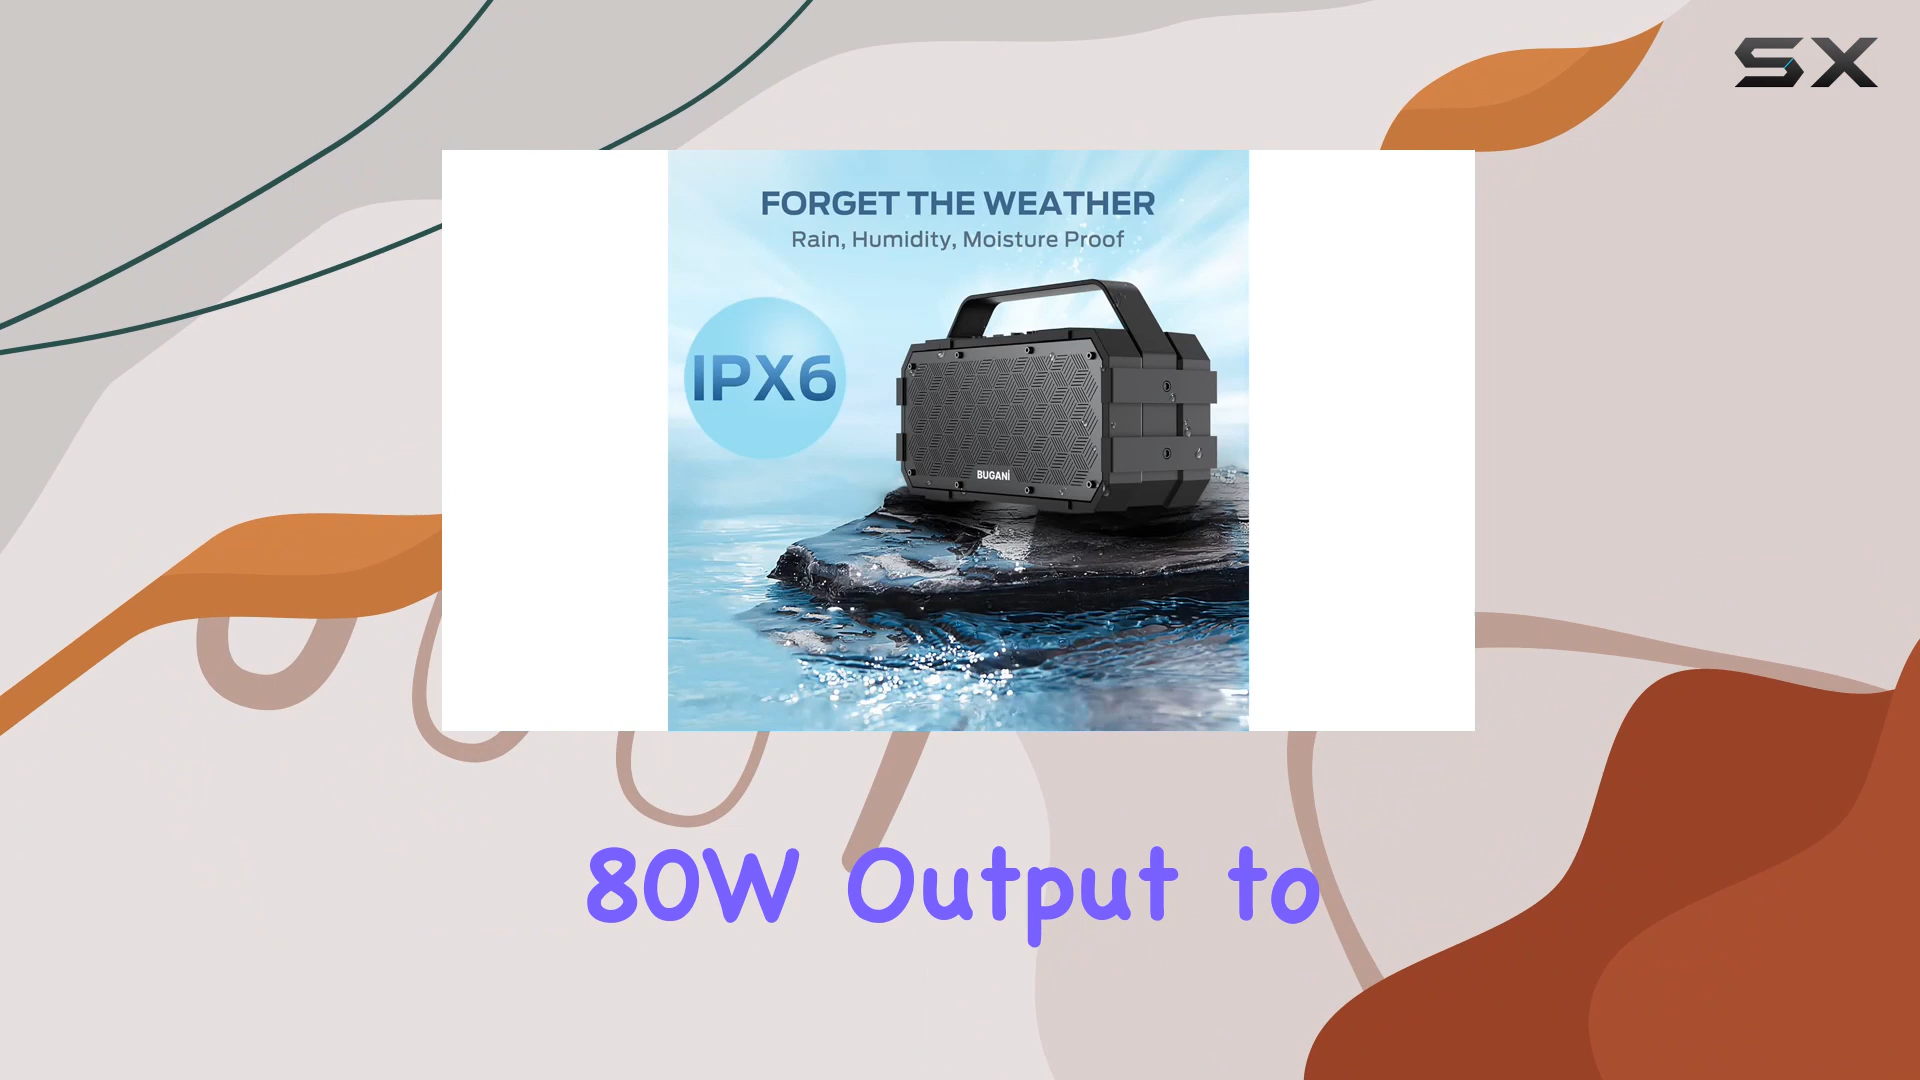 SX
FORGET THE WEATHER
Rain, Humidity, Moisture Proof
IPX6
BUGANi
80W Output to